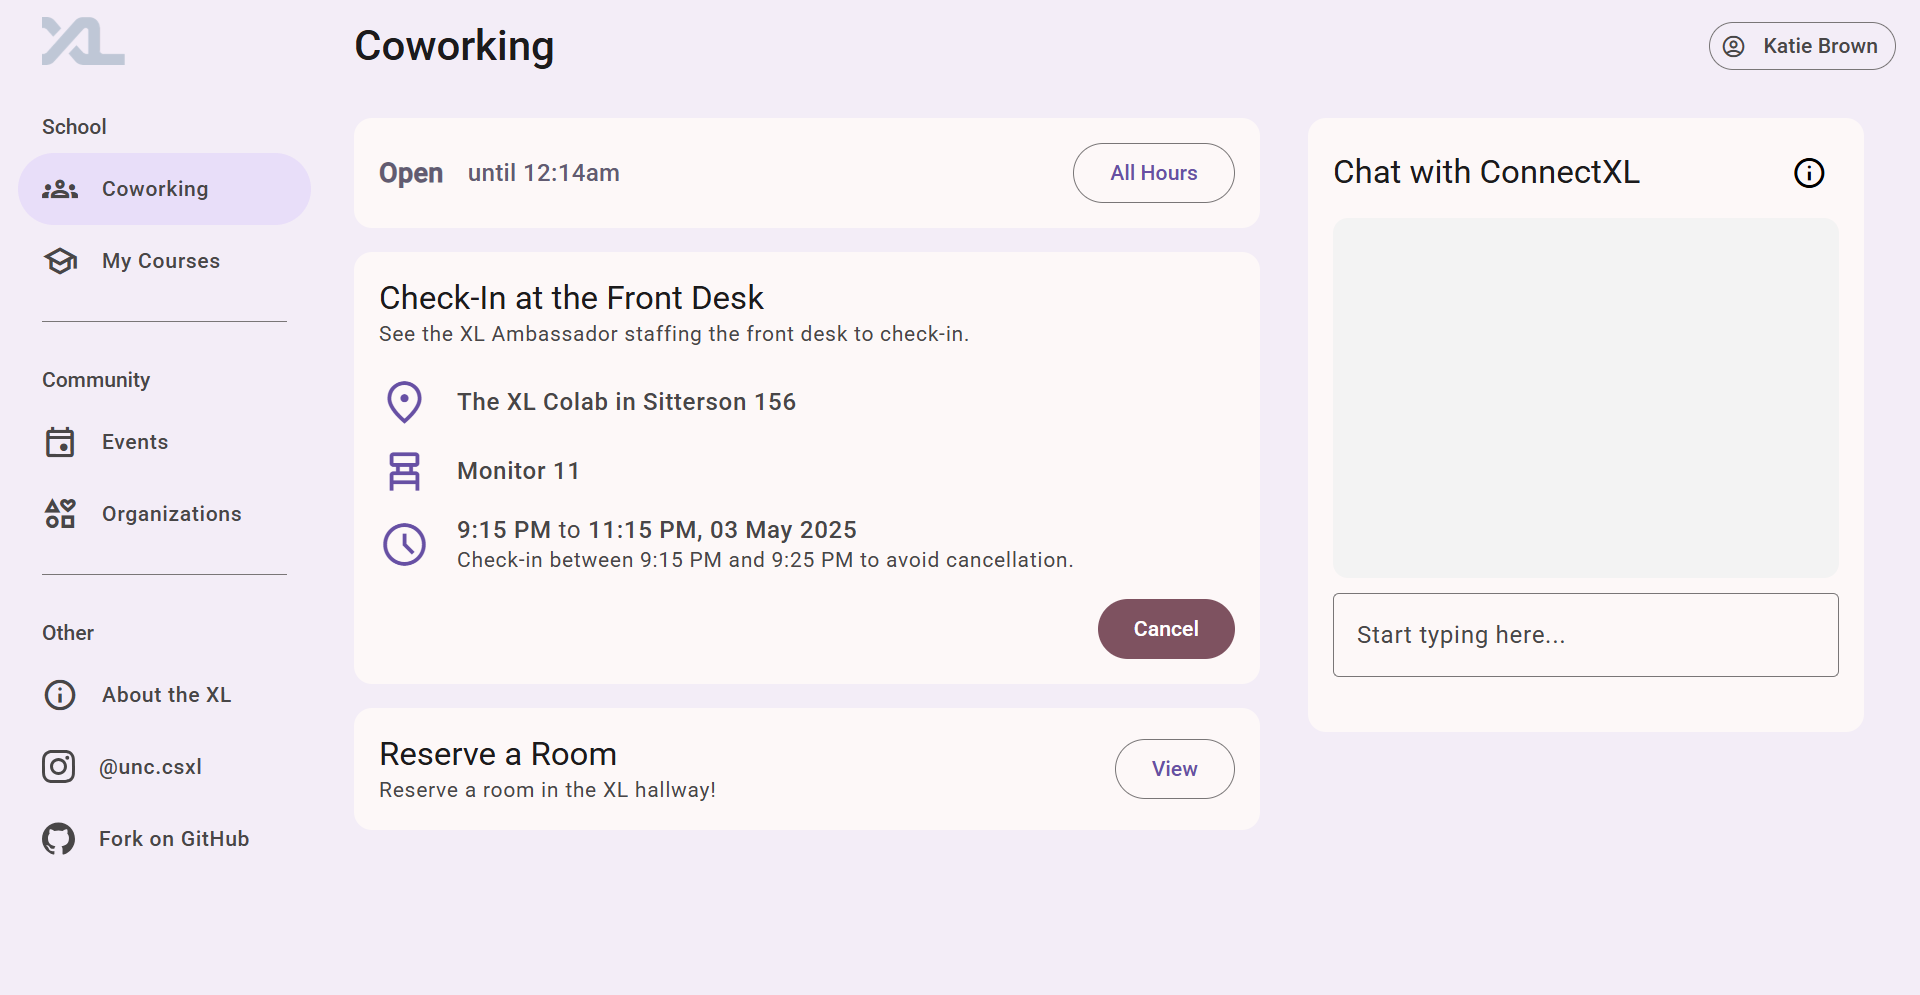 XL
Coworking
Katie Brown
School
Coworking
My Courses
Community
Events
Organizations
Other
About the XL
@unc.csxl
Fork on GitHub
Open until 12:14am
All Hours
Check-In at the Front Desk
See the XL Ambassador staffing the front desk to check-in.
The XL Colab in Sitterson 156
Monitor 11
9:15 PM to 11:15 PM, 03 May 2025
Check-in between 9:15 PM and 9:25 PM to avoid cancellation.
Cancel
Reserve a Room
Reserve a room in the XL hallway!
View
Chat with ConnectXL
Start typing here...